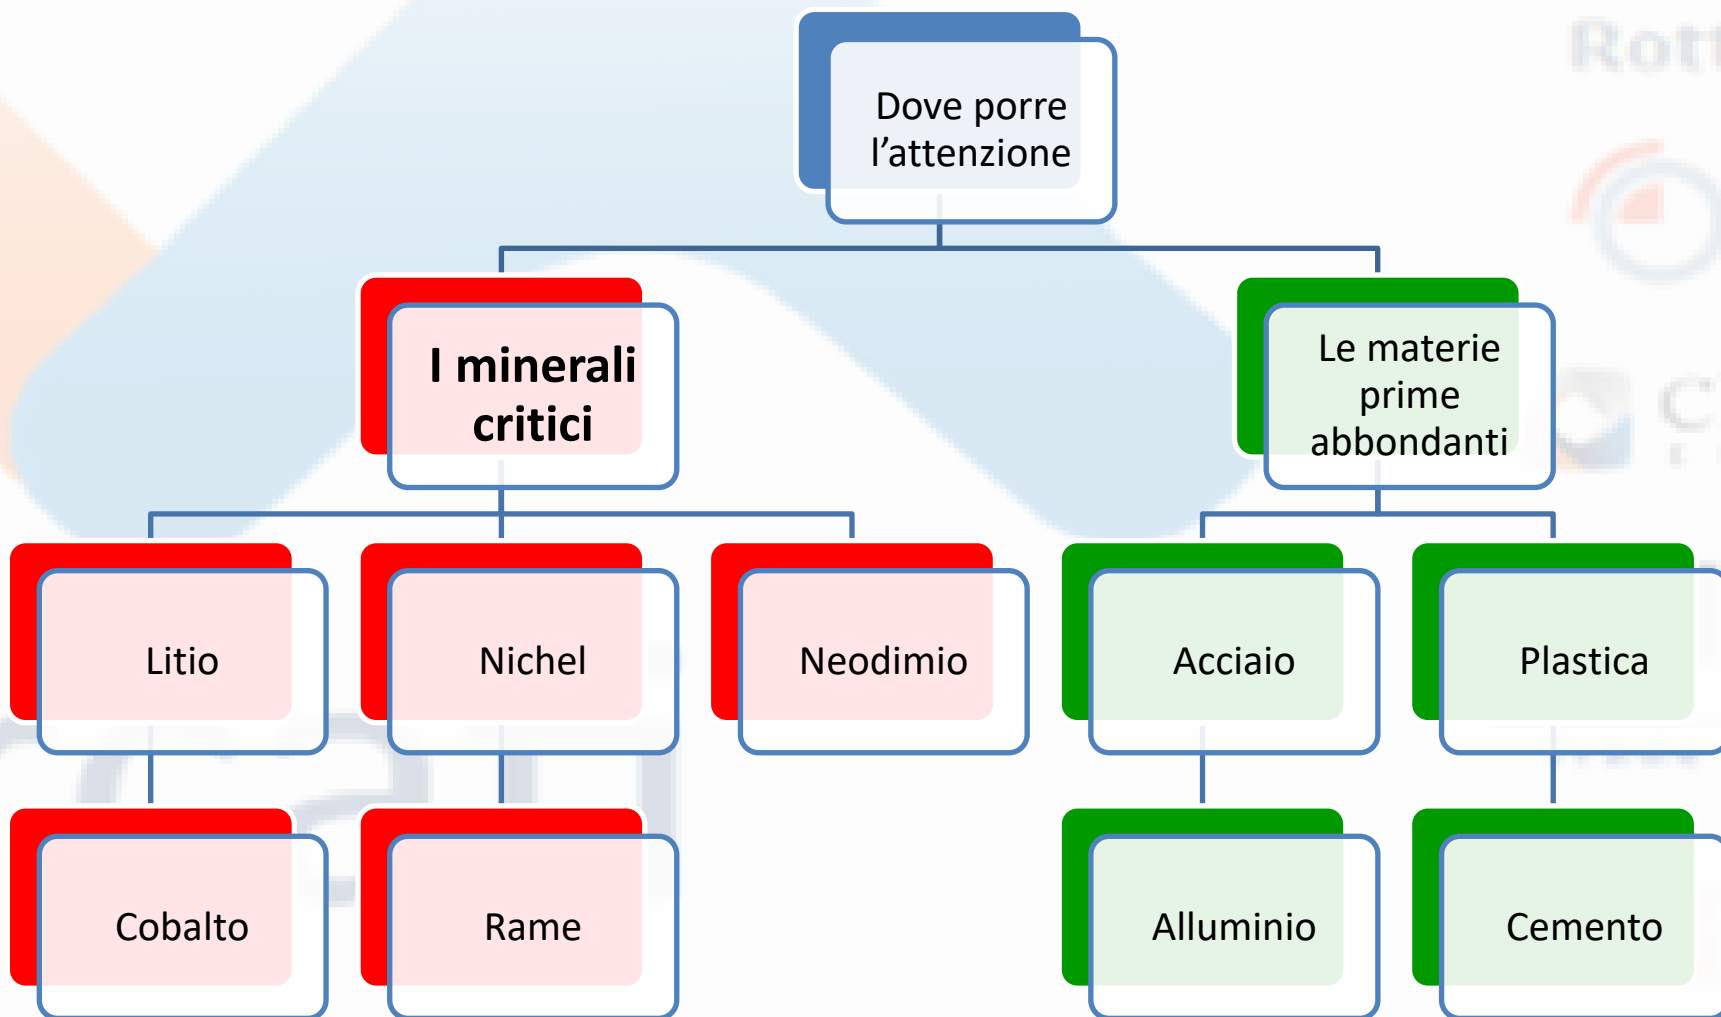 Dove porre
l’attenzione
I minerali
critici
Le materie
prime
abbondanti
Litio
Nichel
Neodimio
Acciaio
Plastica
Cobalto
Rame
Alluminio
Cemento